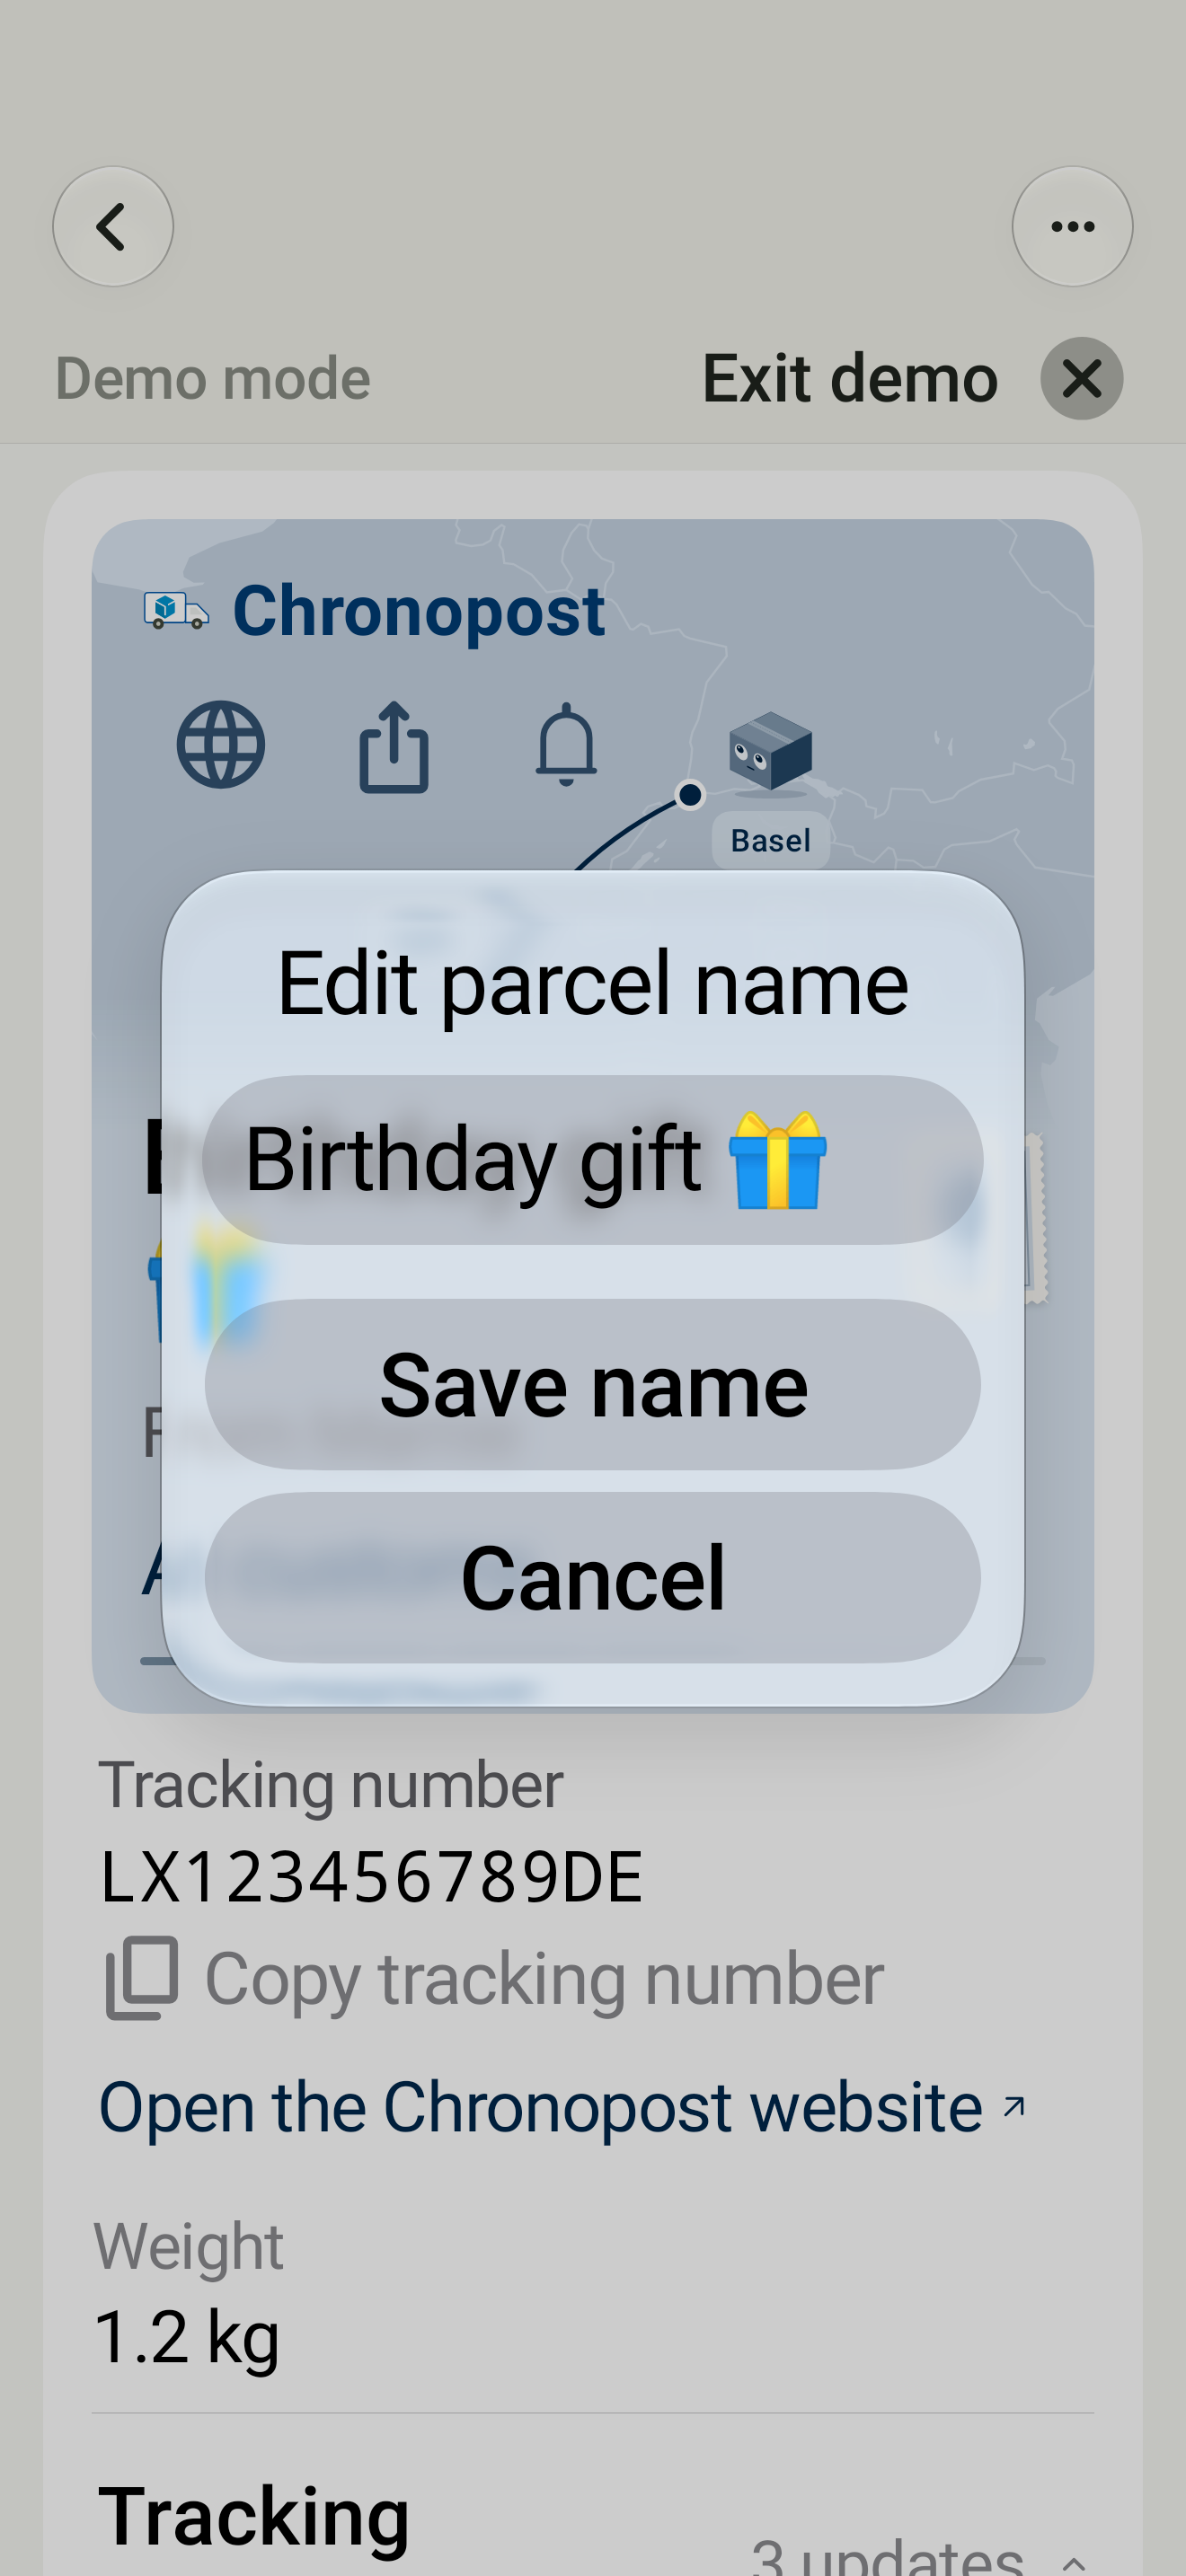 Demo mode
Exit demo
Chronopost
Basel
Edit parcel name
Birthday gift 🎁
Save name
Cancel
Tracking number
LX123456789DE
Copy tracking number
Open the Chronopost website ↗
Weight
1.2 kg
Tracking
3 updates